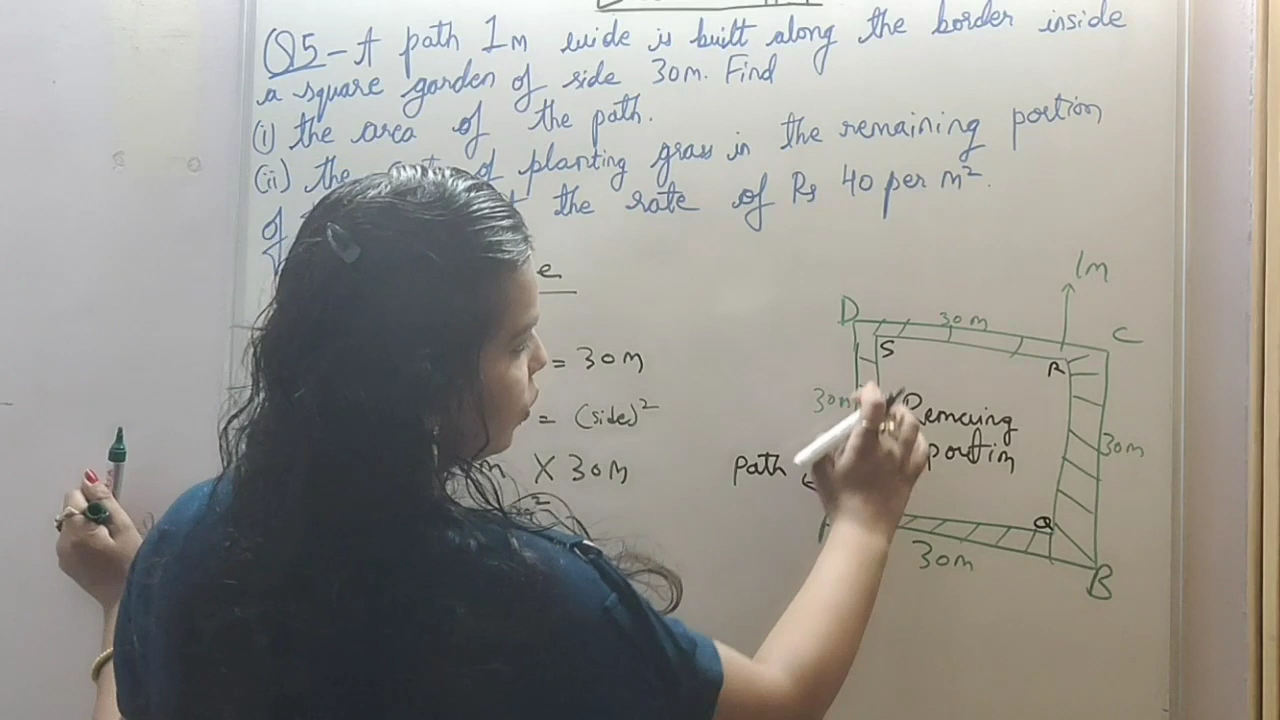 Q5 - A path 1m wide is built along the border inside
a square garden of side 30m. Find
(i) the area of the path.
(ii) the of planting grass in the remaining portion
of the rate of Rs 40 per m²
e
= 30m
= (side)²
m X 30m
1m
D
30m
C
S
R
30m
Remaing
portion
30m
path
Q
30m
B